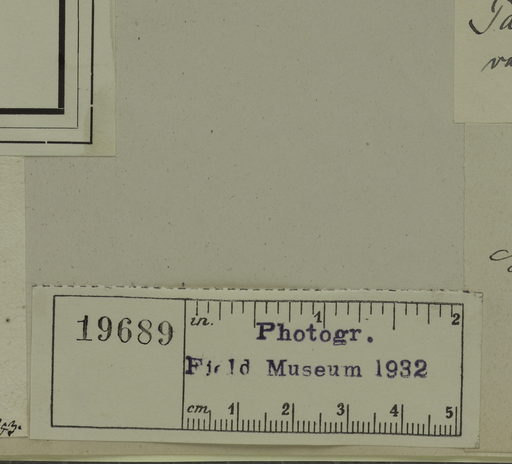 19689
in. 1 2
Photogr.
Field Museum 1932
cm. 1 2 3 4 5